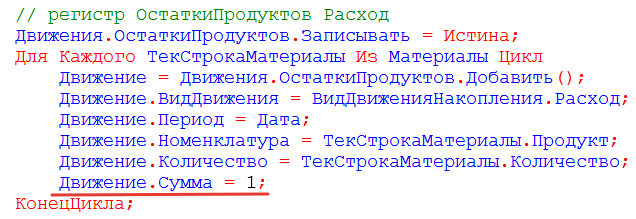 // регистр ОстаткиПродуктов Расход
Движения.ОстаткиПродуктов.Записывать = Истина;
Для Каждого ТекСтрокаМатериалы Из Материалы Цикл
Движение = Движения.ОстаткиПродуктов.Добавить();
Движение.ВидДвижения = ВидДвиженияНакопления.Расход;
Движение.Период = Дата;
Движение.Номенклатура = ТекСтрокаМатериалы.Продукт;
Движение.Количество = ТекСтрокаМатериалы.Количество;
Движение.Сумма = 1;
КонецЦикла;